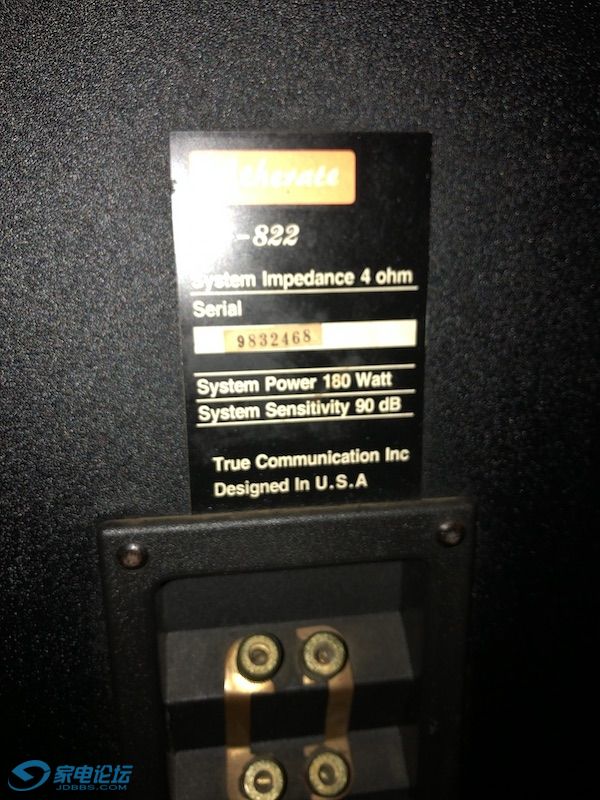 -822
System Impedance 4 ohm
Serial
9832468
System Power 180 Watt
System Sensitivity 90 dB
True Communication Inc
Designed In U.S.A
家电论坛
JDBBS.COM